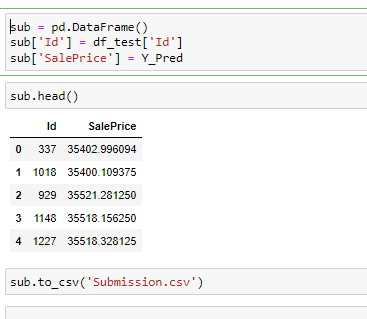 sub = pd.DataFrame()
sub['Id'] = df_test['Id']
sub['SalePrice'] = Y_Pred
sub.head()
Id SalePrice
0 337 35402.996094
1 1018 35400.109375
2 929 35521.281250
3 1148 35518.156250
4 1227 35518.328125
sub.to_csv('Submission.csv')